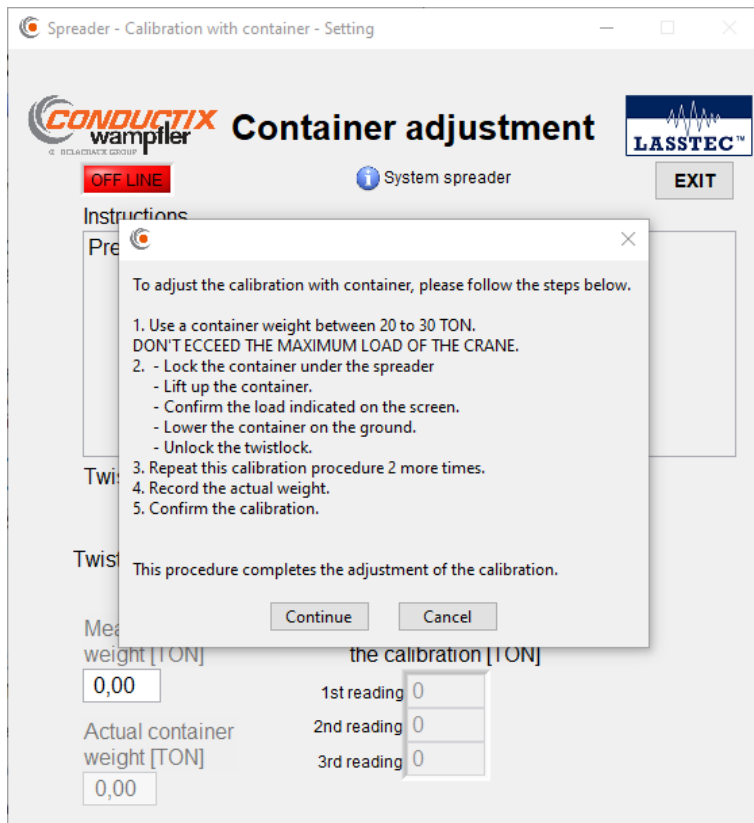 Spreader - Calibration with container - Setting
CONDUCTIX
wampfler
Container adjustment
LASSTEC™
OFF LINE
System spreader
EXIT
Instructions
Pre
To adjust the calibration with container, please follow the steps below.
1. Use a container weight between 20 to 30 TON.
DON'T ECCEED THE MAXIMUM LOAD OF THE CRANE.
2. - Lock the container under the spreader
- Lift up the container.
- Confirm the load indicated on the screen.
- Lower the container on the ground.
- Unlock the twistlock.
3. Repeat this calibration procedure 2 more times.
4. Record the actual weight.
5. Confirm the calibration.
This procedure completes the adjustment of the calibration.
Continue
Cancel
Twi
Twist
Mea
weight [TON]
0,00
the calibration [TON]
1st reading 0
2nd reading 0
3rd reading 0
Actual container
weight [TON]
0,00